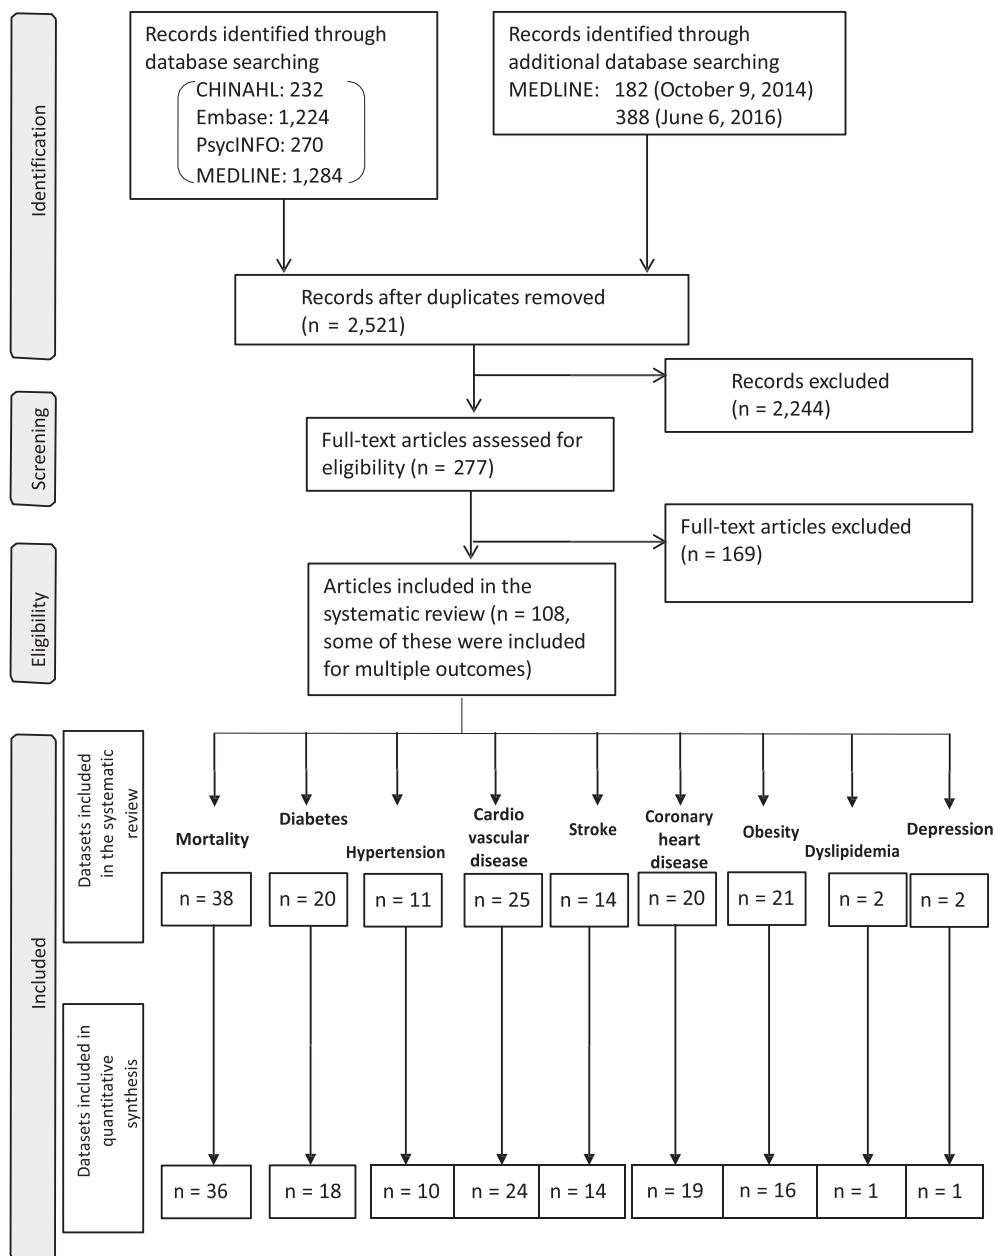 Identification
Records identified through
database searching
CHINAHL: 232
Embase: 1,224
PsycINFO: 270
MEDLINE: 1,284
Records identified through
additional database searching
MEDLINE: 182 (October 9, 2014)
388 (June 6, 2016)
Records after duplicates removed
(n = 2,521)
Records excluded
(n = 2,244)
Screening
Full-text articles assessed for
eligibility (n = 277)
Full-text articles excluded
(n = 169)
Eligibility
Articles included in the
systematic review (n = 108,
some of these were included
for multiple outcomes)
Included
Datasets included
in the systematic
review
Mortality
Diabetes
Hypertension
Cardio
vascular
disease
Stroke
Coronary
heart
disease
Obesity
Dyslipidemia
Depression
n = 38
n = 20
n = 11
n = 25
n = 14
n = 20
n = 21
n = 2
n = 2
Datasets included in
quantitative
synthesis
n = 36
n = 18
n = 10
n = 24
n = 14
n = 19
n = 16
n = 1
n = 1